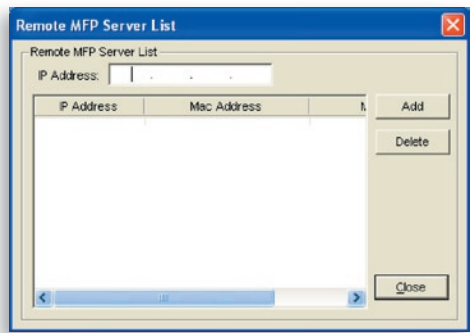 Remote MFP Server List
Remote MFP Server List
IP Address: . . .
IP Address Mac Address
Add
Delete
Close